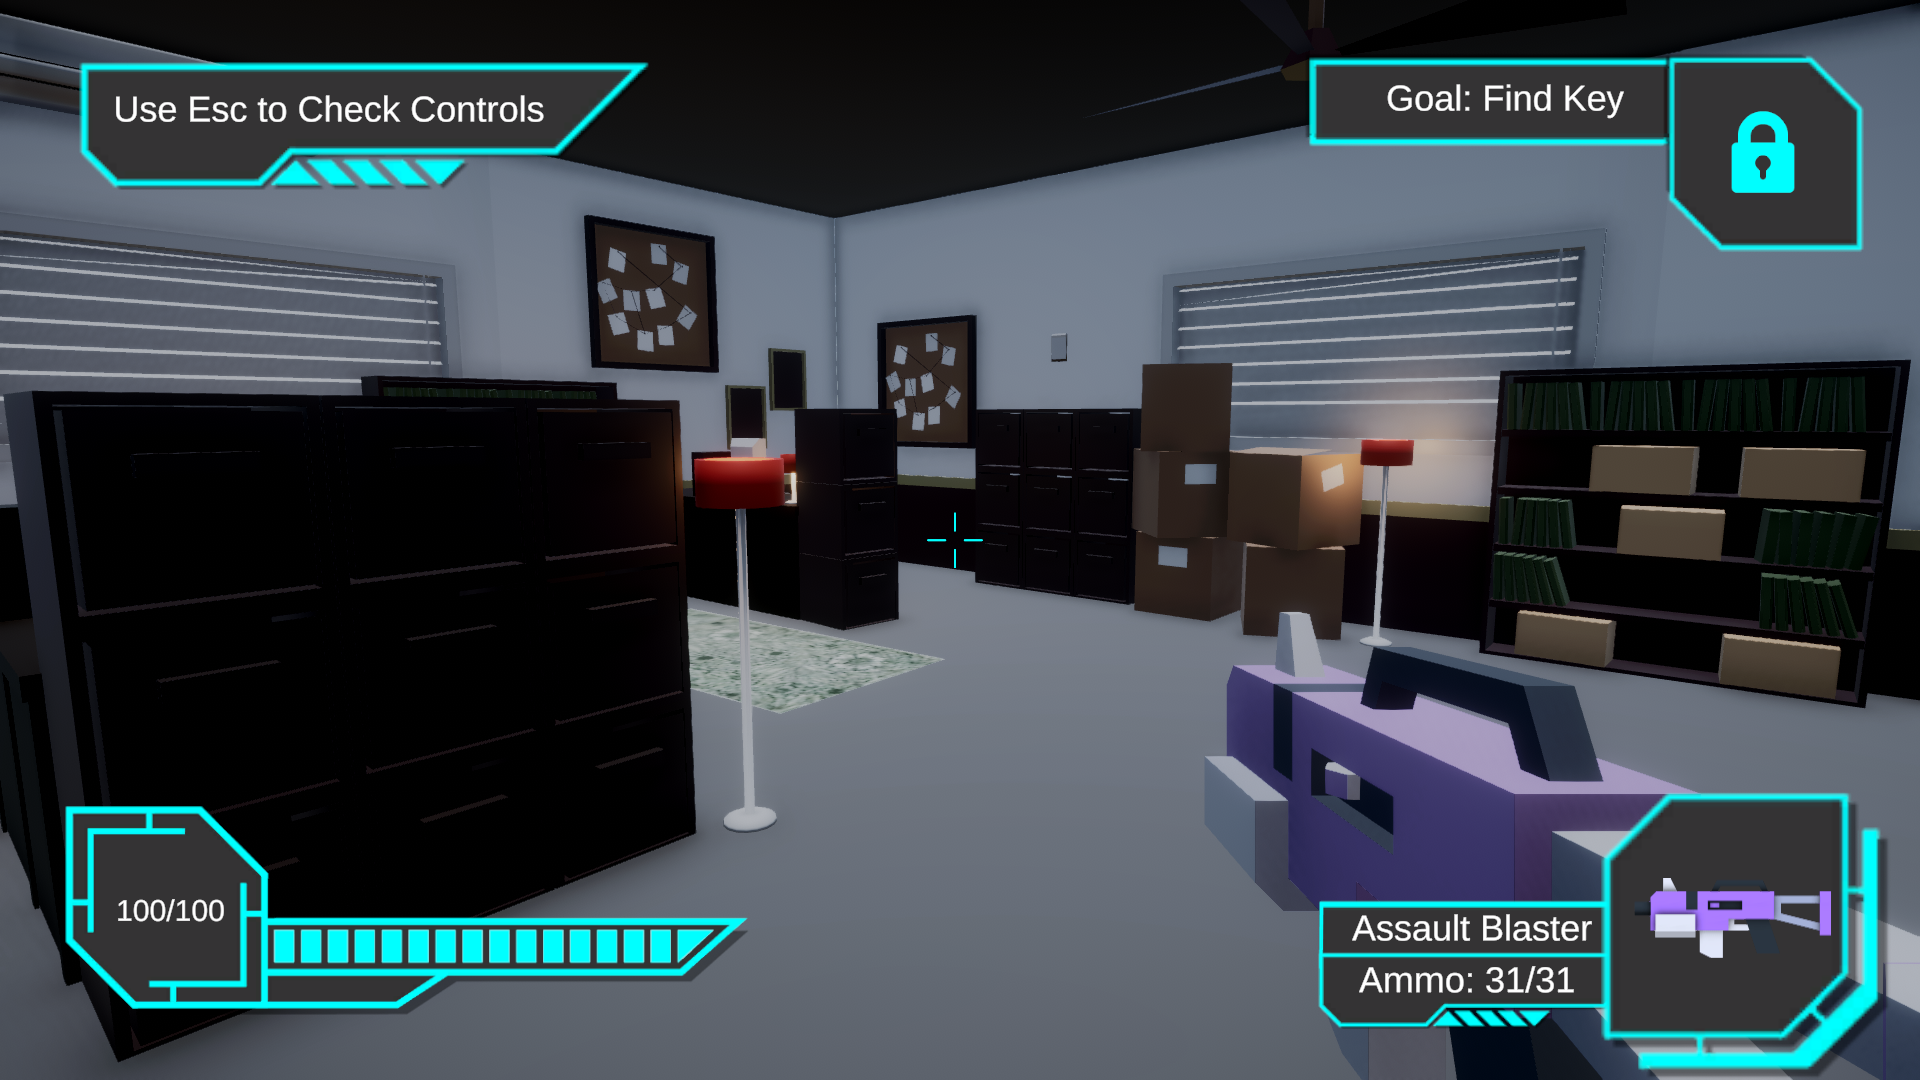 Use Esc to Check Controls
Goal: Find Key
100/100
Assault Blaster
Ammo: 31/31